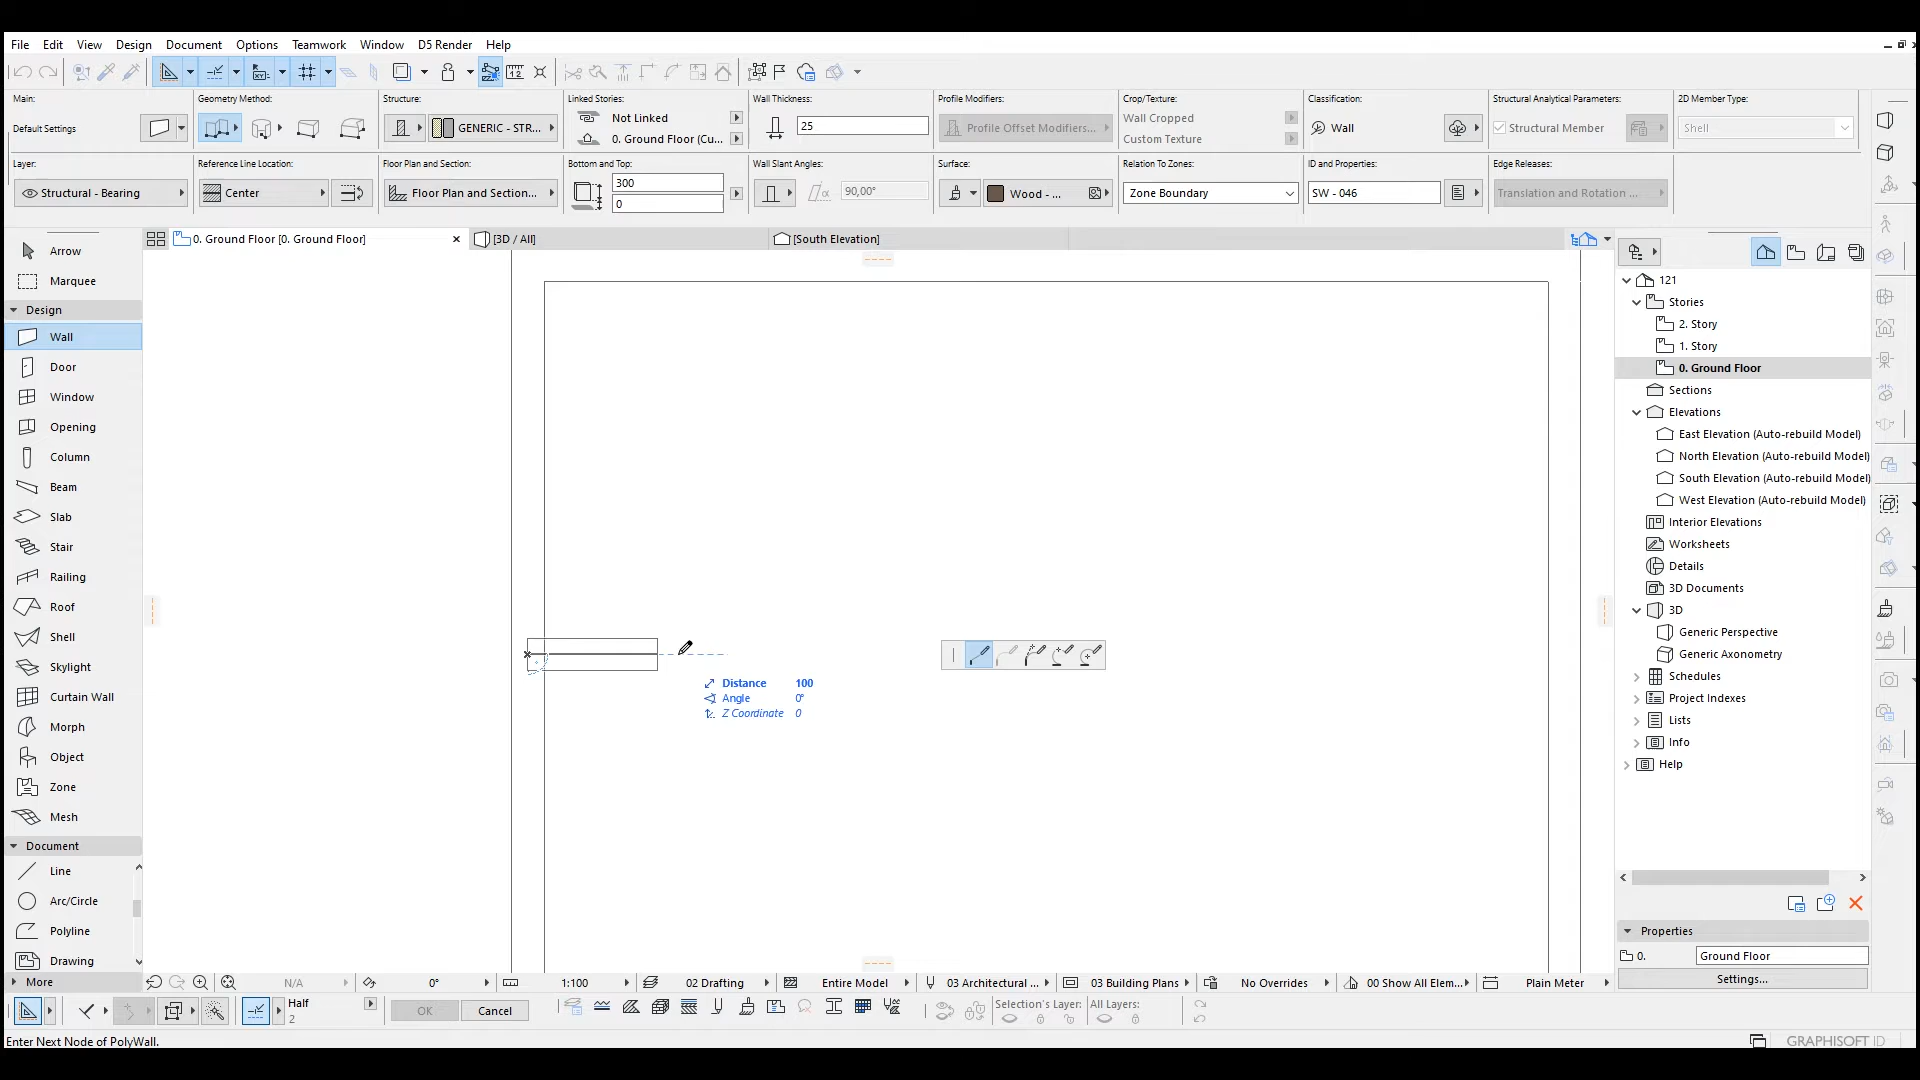 File Edit View Design Document Options Teamwork Window D5 Render Help
Main: Geometry Method: Structure: Linked Stories: Wall Thickness: Profile Modifiers: Crop/Texture: Classification: Structural Analytical Parameters: 2D Member Type:
Default Settings GENERIC - STR... Not Linked 25 Profile Offset Modifiers... Wall Cropped Wall Structural Member Shell
0. Ground Floor (Cu... Custom Texture
Layer: Reference Line Location: Floor Plan and Section: Bottom and Top: Wall Slant Angles: Surface: Relation To Zones: ID and Properties: Edge Releases:
Structural - Bearing Center Floor Plan and Section... 300 90,00° Wood - ... Zone Boundary SW - 046 Translation and Rotation ...
0
0. Ground Floor [0. Ground Floor] [3D / All] [South Elevation]
Arrow
Marquee
Design
Wall
Door
Window
Opening
Column
Beam
Slab
Stair
Railing
Roof
Shell
Skylight
Curtain Wall
Morph
Object
Zone
Mesh
Document
Line
Arc/Circle
Polyline
Drawing
More
Distance 100
Angle 0°
Z Coordinate 0
121
Stories
2. Story
1. Story
0. Ground Floor
Sections
Elevations
East Elevation (Auto-rebuild Model)
North Elevation (Auto-rebuild Model)
South Elevation (Auto-rebuild Model)
West Elevation (Auto-rebuild Model)
Interior Elevations
Worksheets
Details
3D Documents
3D
Generic Perspective
Generic Axonometry
Schedules
Project Indexes
Lists
Info
Help
Properties
0. Ground Floor
Settings...
N/A 0° 1:100 02 Drafting Entire Model 03 Architectural ... 03 Building Plans No Overrides 00 Show All Elem... Plain Meter
Half
2
OK Cancel Selection's Layer: All Layers:
Enter Next Node of PolyWall.
GRAPHISOFT ID